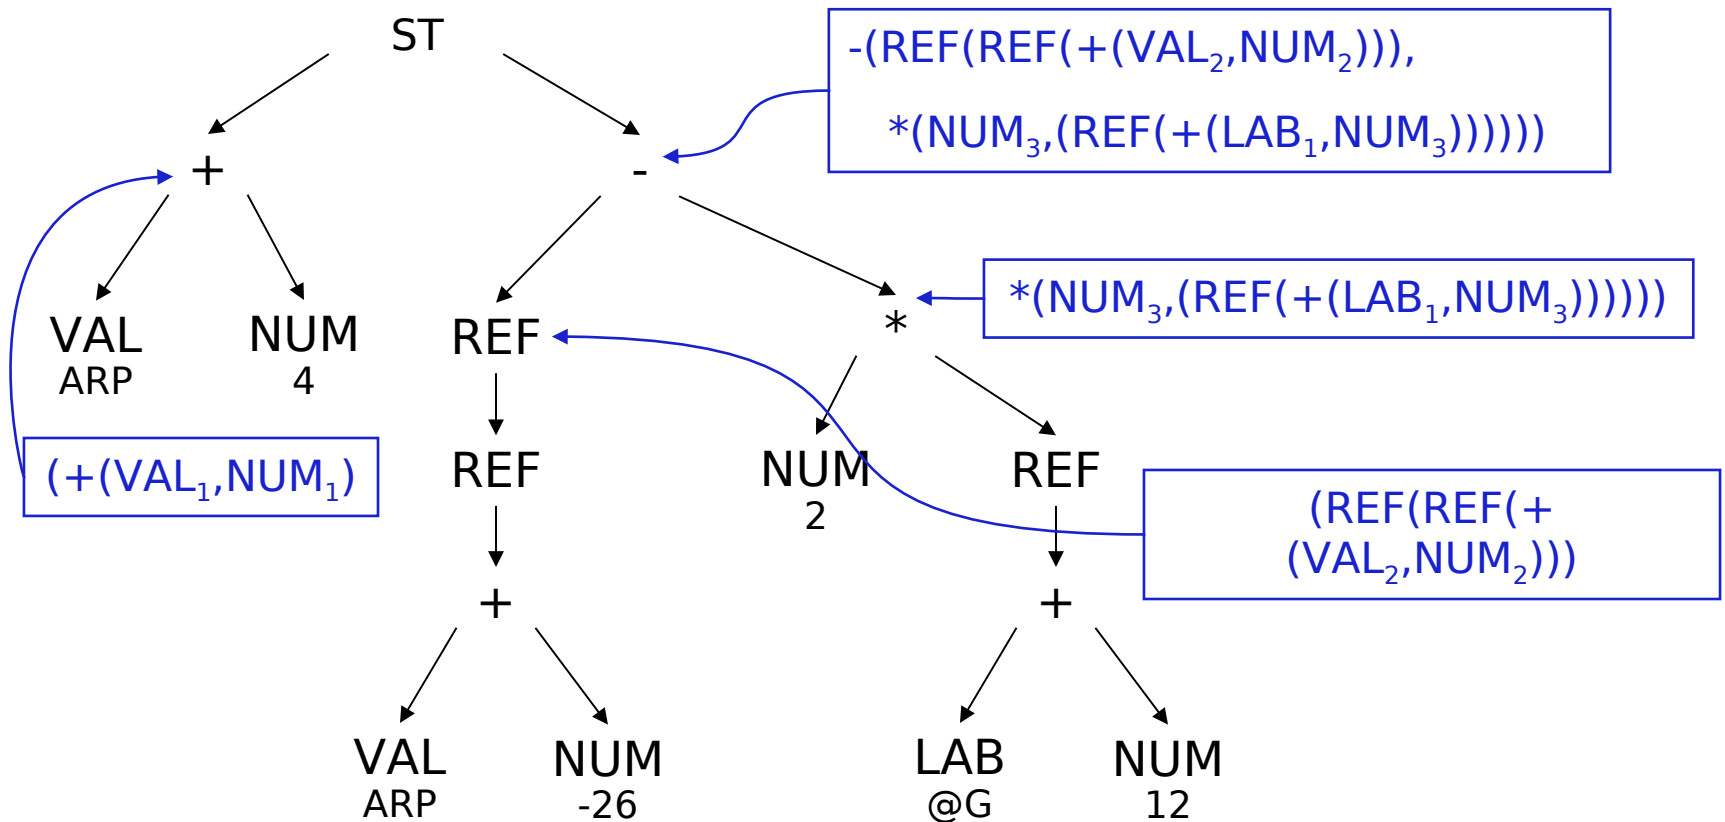 ST
-(REF(REF(+(VAL2,NUM2))),
*(NUM3,(REF(+(LAB1,NUM3))))))
+
-
*(NUM3,(REF(+(LAB1,NUM3))))))
VAL
ARP
NUM
4
REF
*
(+(VAL1,NUM1)
REF
NUM
2
REF
(REF(REF(+
(VAL2,NUM2)))
+
+
VAL
ARP
NUM
-26
LAB
@G
NUM
12